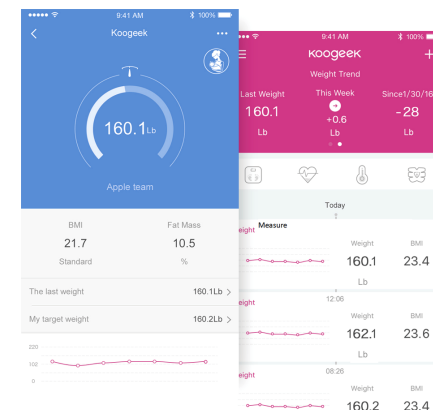 9:41 AM
100%
Koogeek
160.1Lb
Apple team
BMI
Fat Mass
21.7
10.5
Standard
%
The last weight
160.1Lb
My target weight
160.2Lb
220
100
0
9:41 AM
100%
KOOGEEK
Weight Trend
Last Weight
This Week
Since1/30/16
160.1
+0.6
-28
Lb
Lb
Lb
Today
eight
Measure
Weight
BMI
160.1
23.4
Lb
12:06
eight
Weight
BMI
162.1
23.6
Lb
08:26
eight
Weight
BMI
160.2
23.4